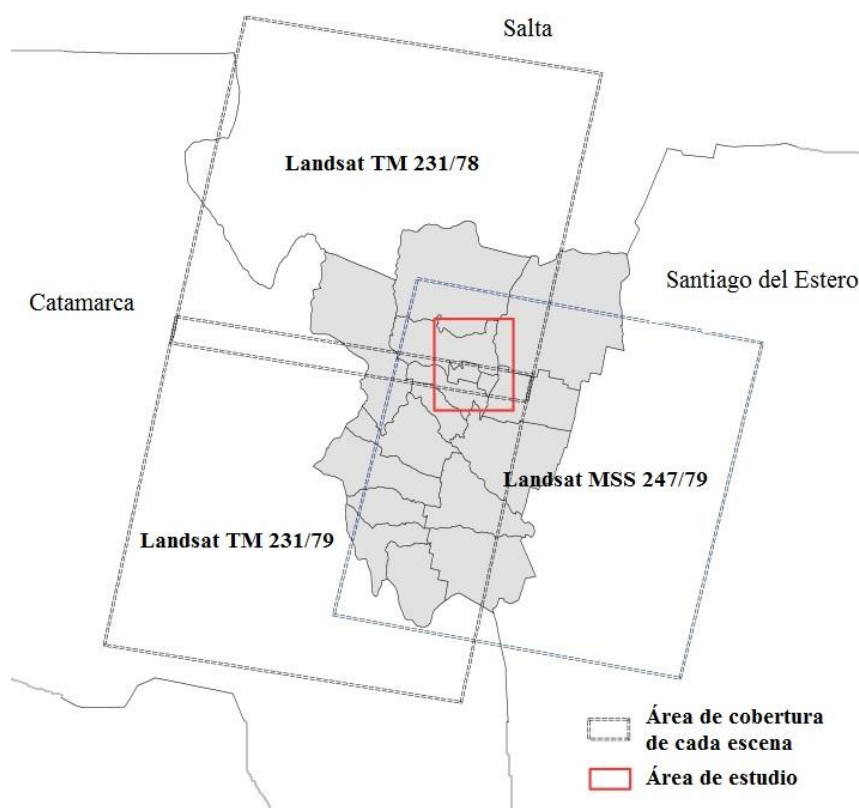 Salta
Landsat TM 231/78
Santiago del Estero
Catamarca
Landsat MSS 247/79
Landsat TM 231/79
Área de cobertura
de cada escena
Área de estudio